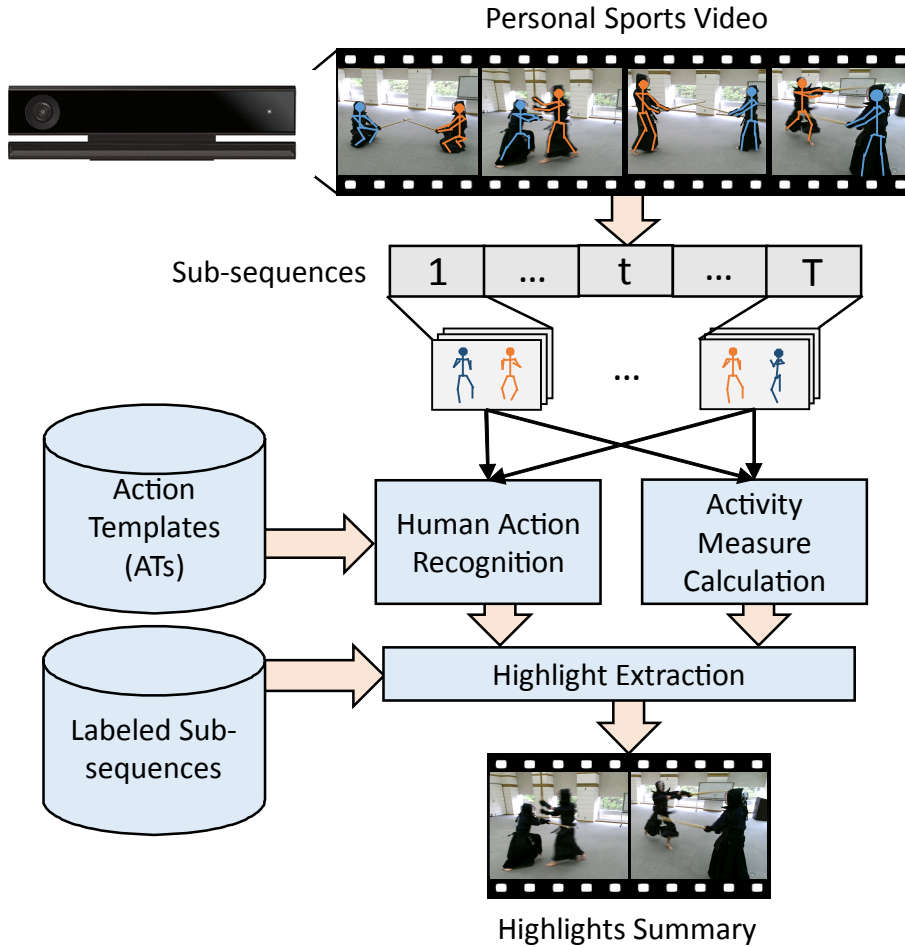 Personal Sports Video
Sub-sequences
1
...
t
...
T
...
Action
Templates
(ATs)
Human Action
Recognition
Activity
Measure
Calculation
Labeled Sub-
sequences
Highlight Extraction
Highlights Summary